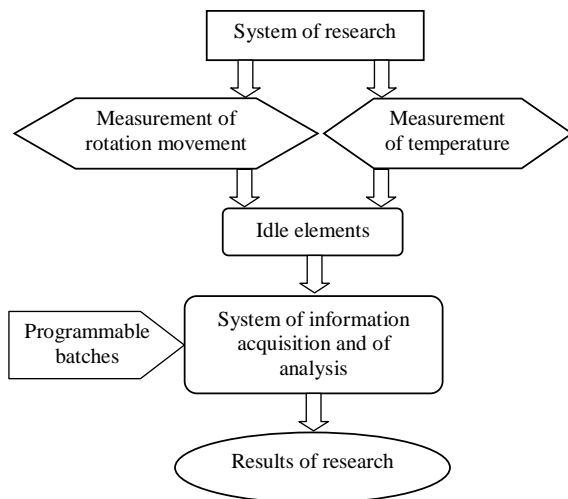 System of research
Measurement of
rotation movement
Measurement
of temperature
Idle elements
Programmable
batches
System of information
acquisition and of
analysis
Results of research